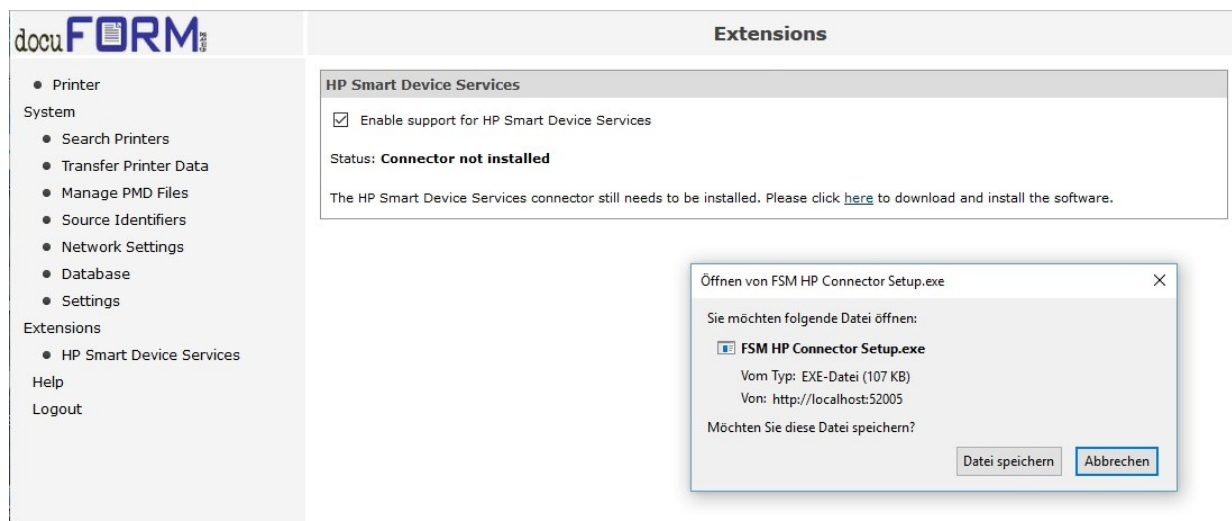 docuFORM GmbH
Extensions
Printer
System
Search Printers
Transfer Printer Data
Manage PMD Files
Source Identifiers
Network Settings
Database
Settings
Extensions
HP Smart Device Services
Help
Logout
HP Smart Device Services
Enable support for HP Smart Device Services
Status: Connector not installed
The HP Smart Device Services connector still needs to be installed. Please click here to download and install the software.
Öffnen von FSM HP Connector Setup.exe
Sie möchten folgende Datei öffnen:
FSM HP Connector Setup.exe
Vom Typ: EXE-Datei (107 KB)
Von: http://localhost:52005
Möchten Sie diese Datei speichern?
Datei speichern Abbrechen